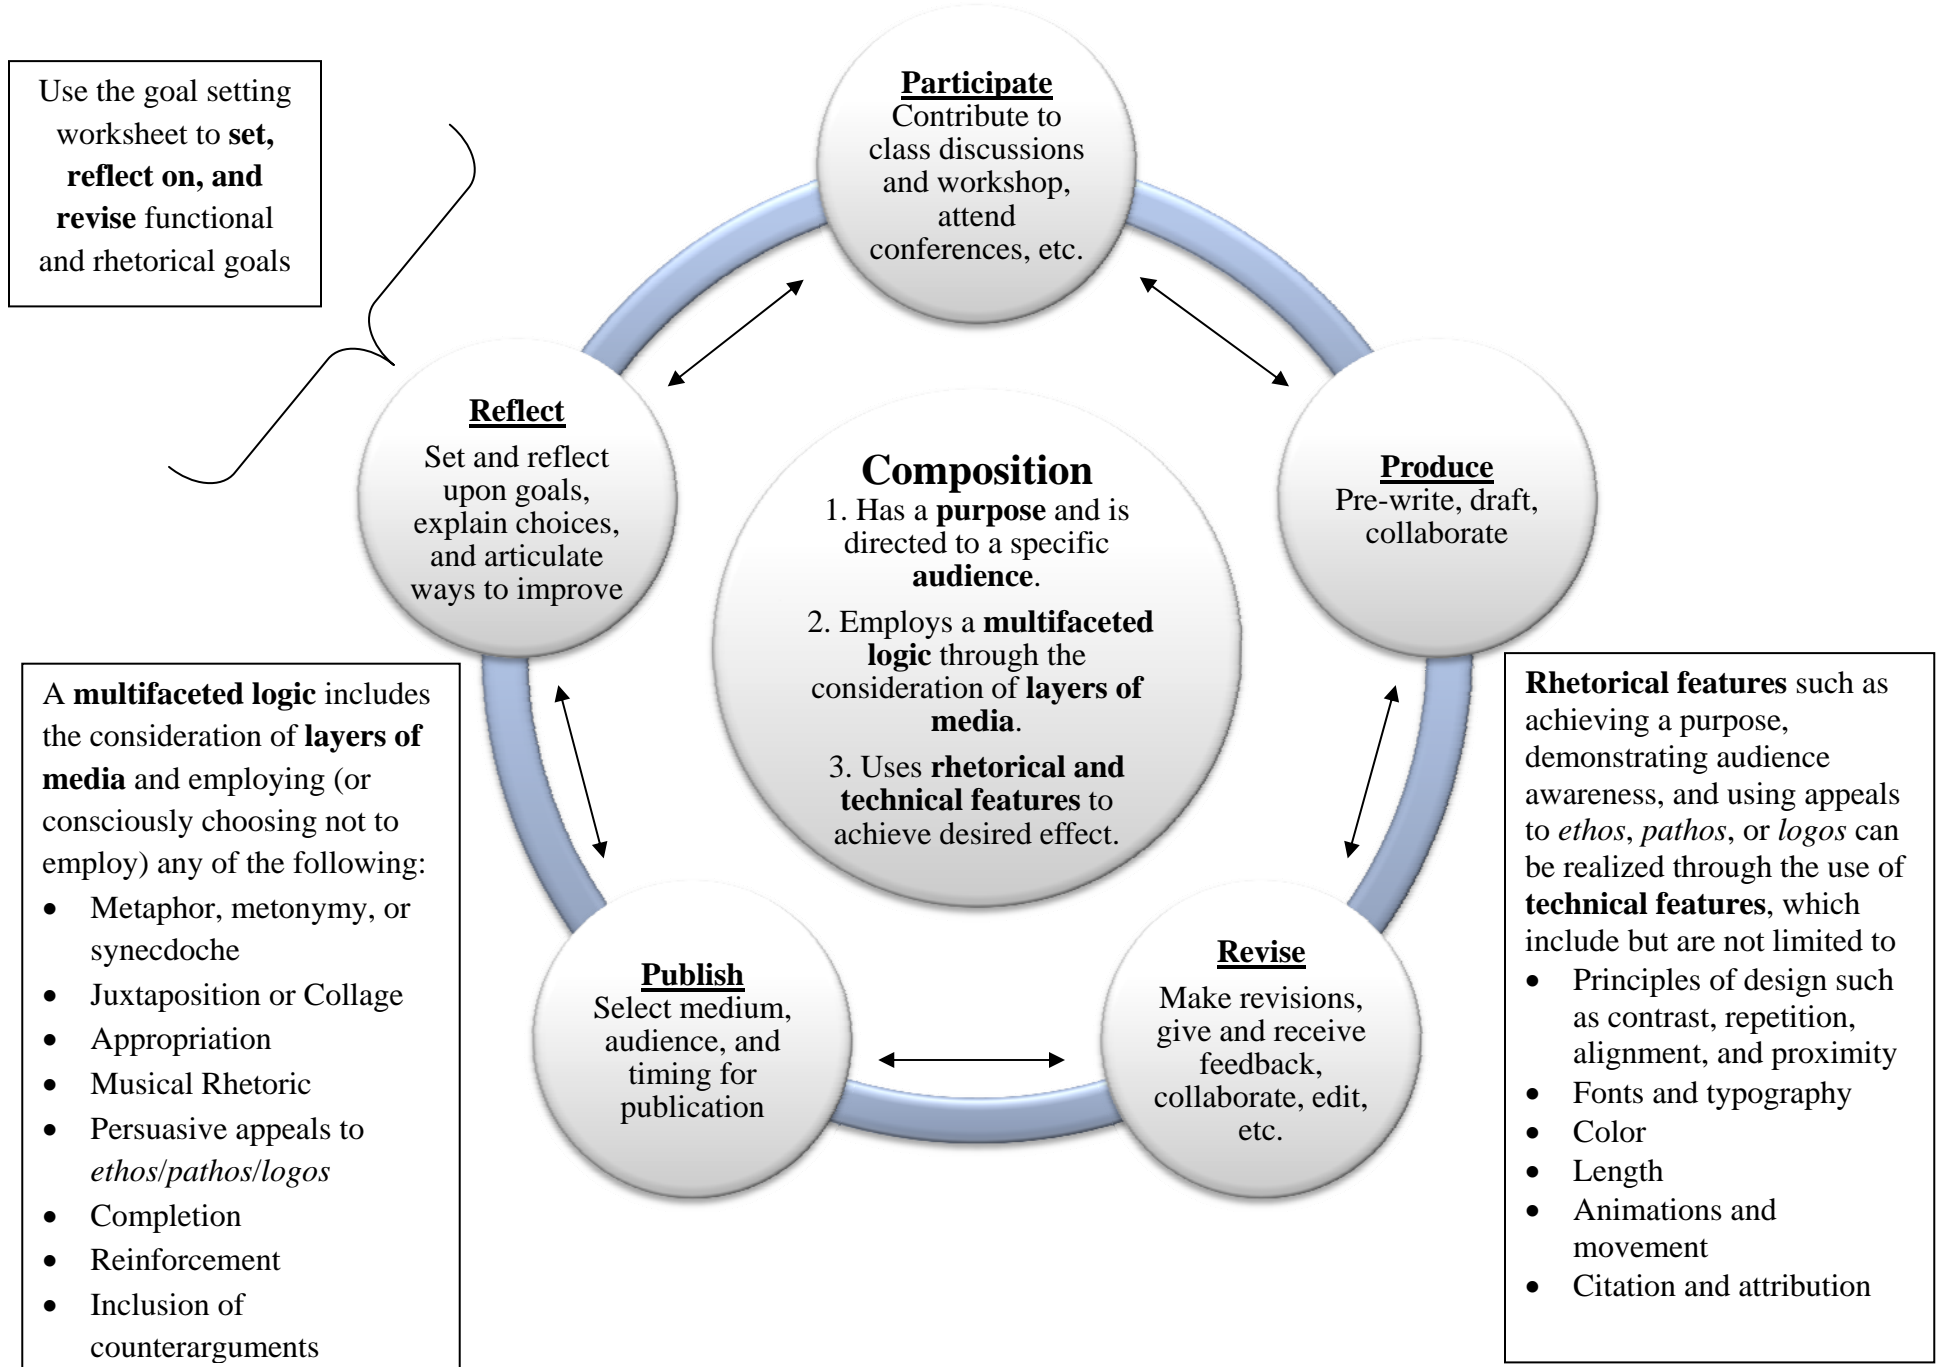 Use the goal setting
worksheet to set,
reflect on, and
revise functional
and rhetorical goals
Participate
Contribute to
class discussions
and workshop,
attend
conferences, etc.
Reflect
Set and reflect
upon goals,
explain choices,
and articulate
ways to improve
Composition
1. Has a purpose and is
directed to a specific
audience.
2. Employs a multifaceted
logic through the
consideration of layers of
media.
3. Uses rhetorical and
technical features to
achieve desired effect.
Produce
Pre-write, draft,
collaborate
A multifaceted logic includes
the consideration of layers of
media and employing (or
consciously choosing not to
employ) any of the following:
• Metaphor, metonymy, or
synecdoche
• Juxtaposition or Collage
• Appropriation
• Musical Rhetoric
• Persuasive appeals to
ethos/pathos/logos
• Completion
• Reinforcement
• Inclusion of
counterarguments
Publish
Select medium,
audience, and
timing for
publication
Revise
Make revisions,
give and receive
feedback,
collaborate, edit,
etc.
Rhetorical features such as
achieving a purpose,
demonstrating audience
awareness, and using appeals
to ethos, pathos, or logos can
be realized through the use of
technical features, which
include but are not limited to
• Principles of design such
as contrast, repetition,
alignment, and proximity
• Fonts and typography
• Color
• Length
• Animations and
movement
• Citation and attribution